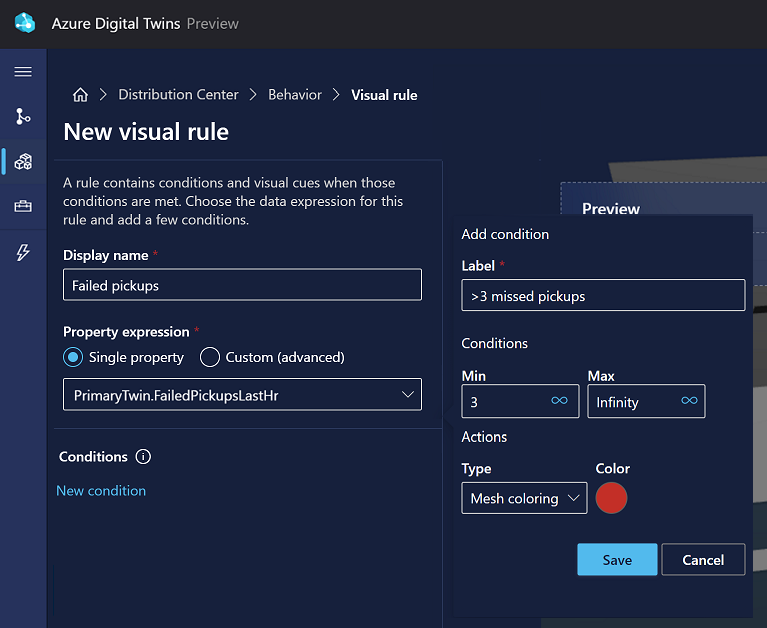 Azure Digital Twins Preview
Distribution Center Behavior Visual rule
New visual rule
A rule contains conditions and visual cues when those
conditions are met. Choose the data expression for this
rule and add a few conditions.
Display name *
Failed pickups
Property expression *
Single property Custom (advanced)
PrimaryTwin.FailedPickupsLastHr
Conditions
New condition
Preview
Add condition
Label *
>3 missed pickups
Conditions
Min Max
3 Infinity
Actions
Type Color
Mesh coloring
Save Cancel